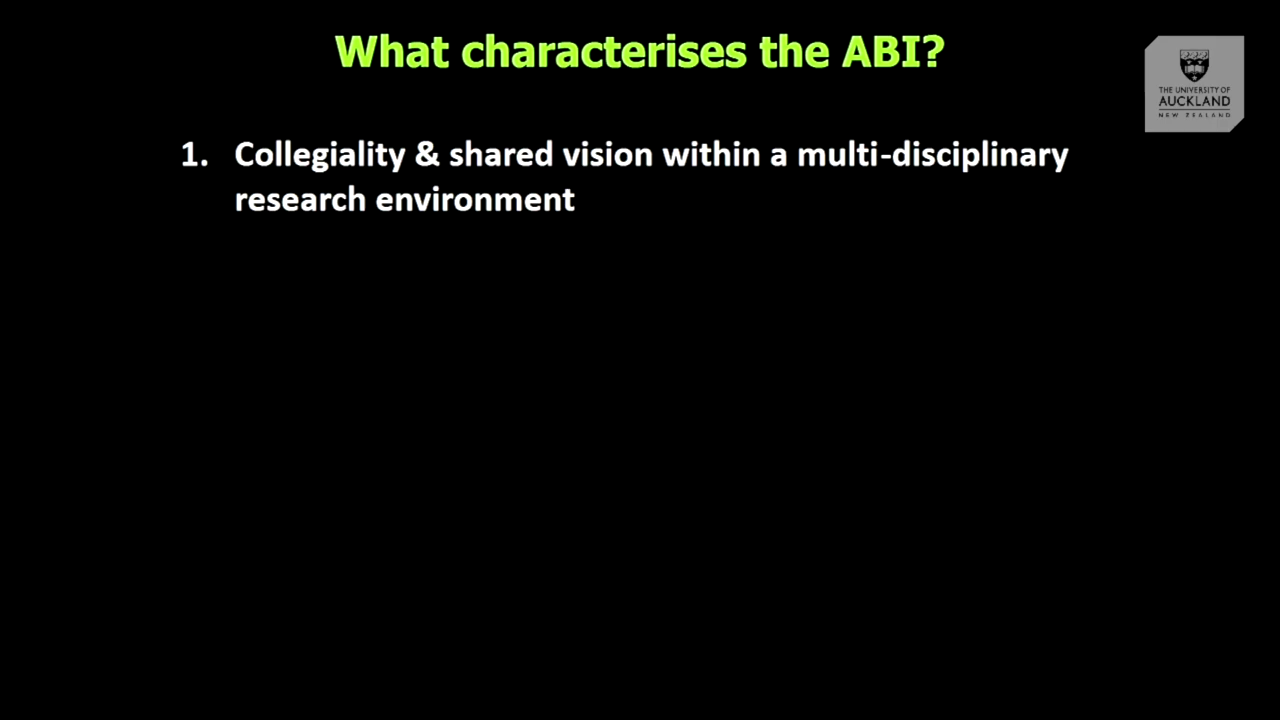 What characterises the ABI?
THE UNIVERSITY OF
AUCKLAND
NEW ZEALAND
1. Collegiality & shared vision within a multi-disciplinary
research environment